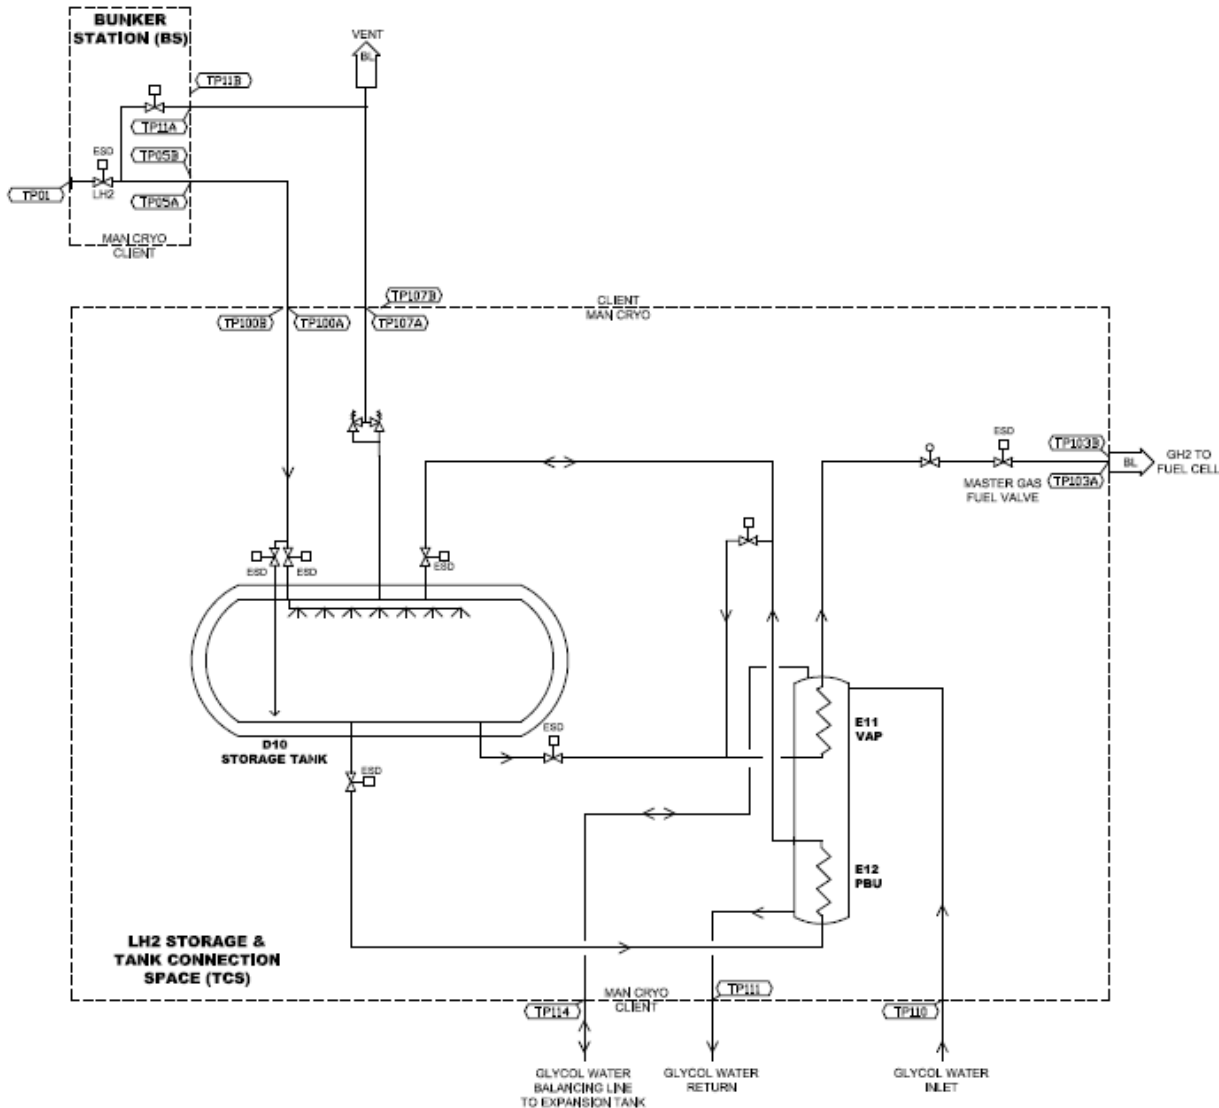 BUNKER
STATION (BS)
VENT
BL
TP11B
TP11A
ESD
TP05B
TP01
LH2
TP05A
MAN CRYO
CLIENT
TP107B
CLIENT
MAN CRYO
TP100B
TP100A
TP107A
ESD
TP103B
BL
GH2 TO
FUEL CELL
MASTER GAS
FUEL VALVE
TP103A
ESD
ESD
ESD
E11
VAP
ESD
D10
STORAGE TANK
ESD
E12
PBU
LH2 STORAGE &
TANK CONNECTION
SPACE (TCS)
MAN CRYO
CLIENT
TP111
TP114
TP110
GLYCOL WATER
BALANCING LINE
TO EXPANSION TANK
GLYCOL WATER
RETURN
GLYCOL WATER
INLET